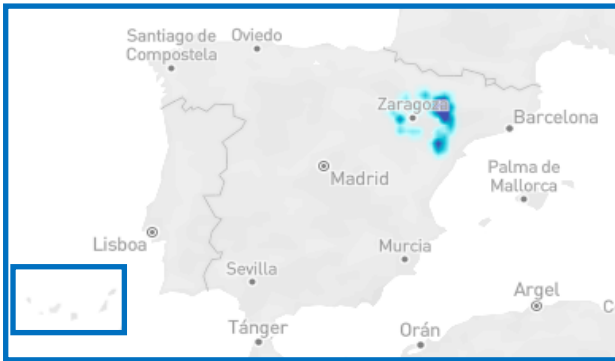 Santiago de
Compostela
Oviedo
Zaragoza
Barcelona
Madrid
Palma de
Mallorca
Lisboa
Murcia
Sevilla
Argel
C
Tánger
Orán